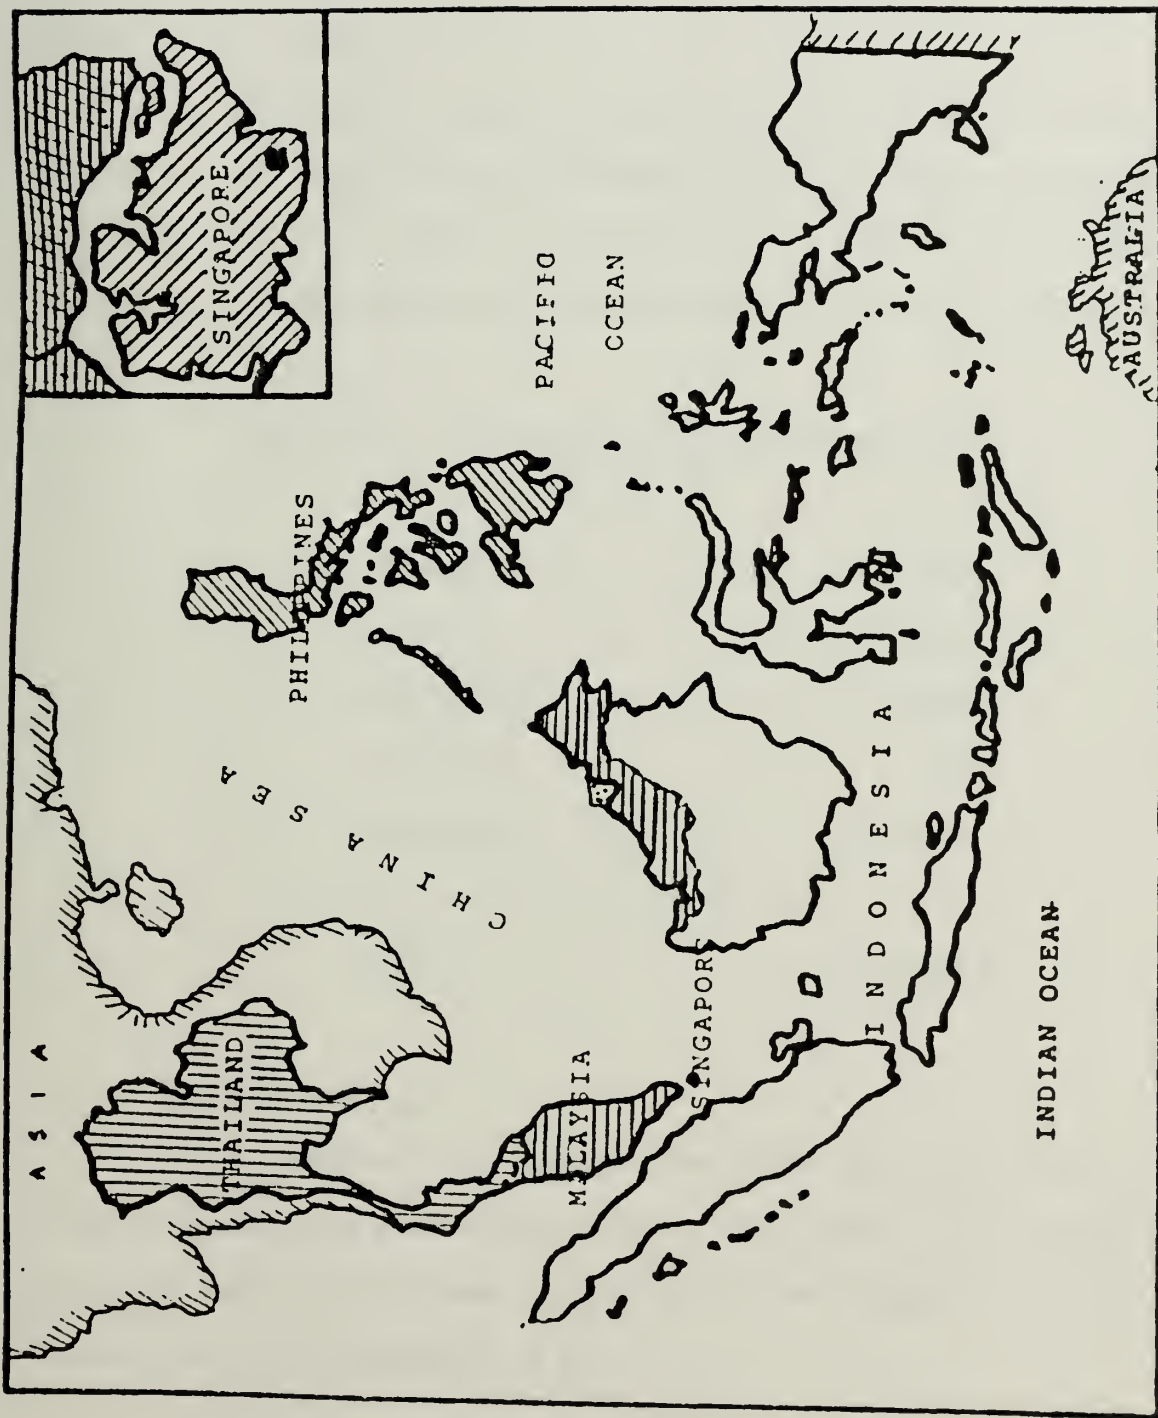 ASIA
SINGAPORE
THAILAND
CHINA SEA
PHILIPPINES
PACIFIC
OCEAN
MALAYSIA
SINGAPORE
INDONESIA
INDIAN OCEAN
AUSTRALIA